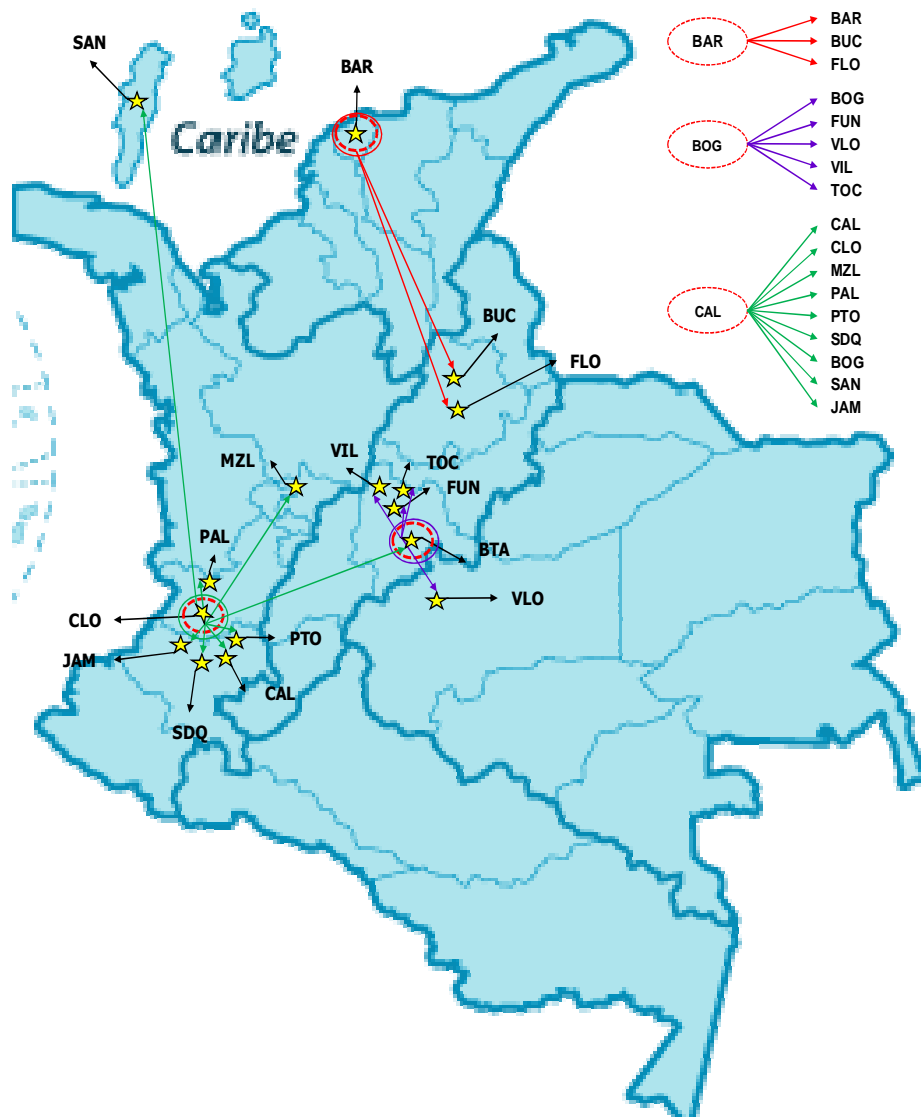 SAN
BAR
Caribe
BUC
FLO
MZL
VIL
TOC
FUN
PAL
BTA
VLO
CLO
PTO
JAM
CAL
SDQ
BAR
BAR
BUC
FLO
BOG
BOG
FUN
VLO
VIL
TOC
CAL
CAL
CLO
MZL
PAL
PTO
SDQ
BOG
SAN
JAM